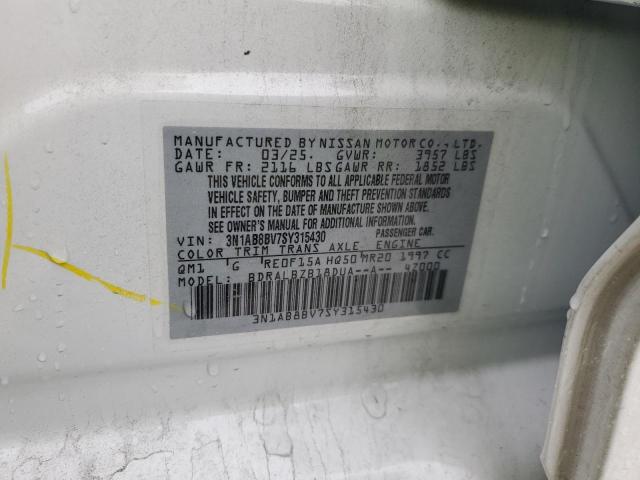 MANUFACTURED BY NISSAN MOTOR CO., LTD.
DATE: 03/25. GVWR: 3957 LBS
GAWR FR: 2116 LBS GAWR RR: 1852 LBS
THIS VEHICLE CONFORMS TO ALL APPLICABLE FEDERAL MOTOR
VEHICLE SAFETY, BUMPER AND THEFT PREVENTION STANDARDS
IN EFFECT ON THE DATE OF MANUFACTURE SHOWN ABOVE.
SEE OWNER'S MANUAL FOR ADDITIONAL INFORMATION
PASSENGER CAR.
VIN: 3N1AB8BV7SY315430
COLOR TRIM TRANS AXLE ENGINE
QM1 G RE0F15A HQ50 MR20 1997 CC
MODEL: BDRALBZB18DUA--A-- 47000
3N1AB8BV7SY315430